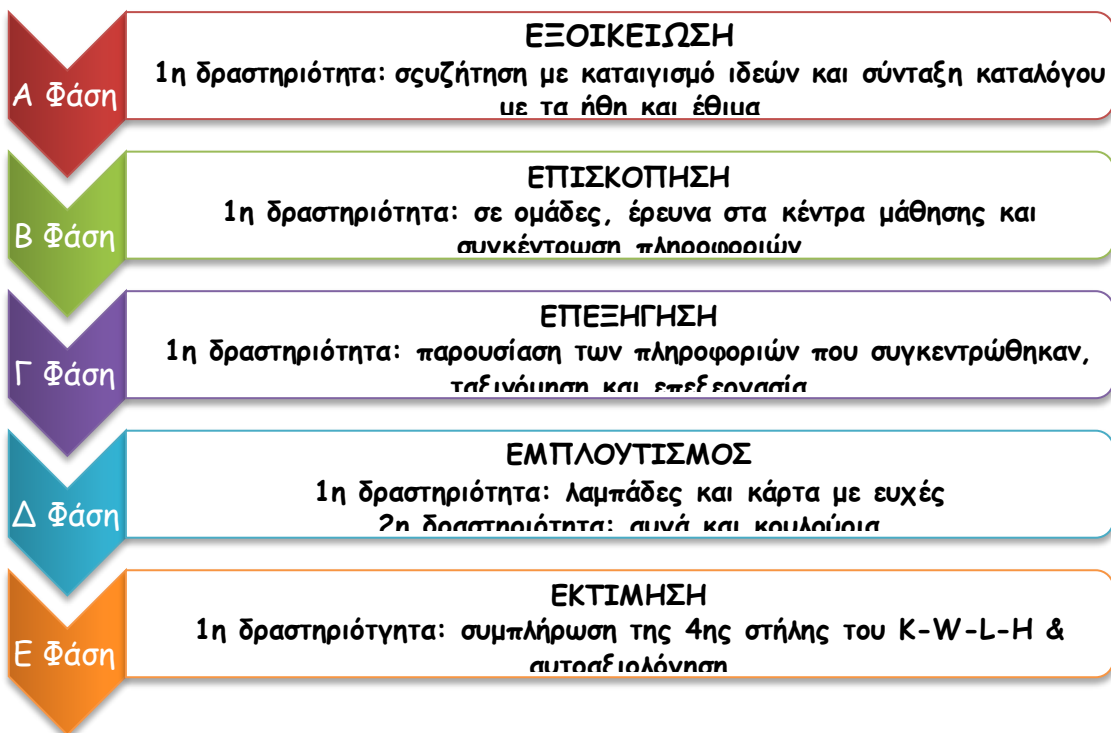 Α Φάση
ΕΞΟΙΚΕΙΩΣΗ
1η δραστηριότητα: σςυζήτηση με καταιγισμό ιδεών και σύνταξη καταλόγου
με τα ήθη και έθιμα
Β Φάση
ΕΠΙΣΚΟΠΗΣΗ
1η δραστηριότητα: σε ομάδες, έρευνα στα κέντρα μάθησης και
συγκέντρωση πληροφοριών
Γ Φάση
ΕΠΕΞΗΓΗΣΗ
1η δραστηριότητα: παρουσίαση των πληροφοριών που συγκεντρώθηκαν,
ταξινόμηση και επεξεργασία
Δ Φάση
ΕΜΠΛΟΥΤΙΣΜΟΣ
1η δραστηριότητα: λαμπάδες και κάρτα με ευχές
2η δραστηριότητα: αυγά και κουλούρια
Ε Φάση
ΕΚΤΙΜΗΣΗ
1η δραστηριότγητα: συμπλήρωση της 4ης στήλης του K-W-L-H &
αυτοαξιολόγηση